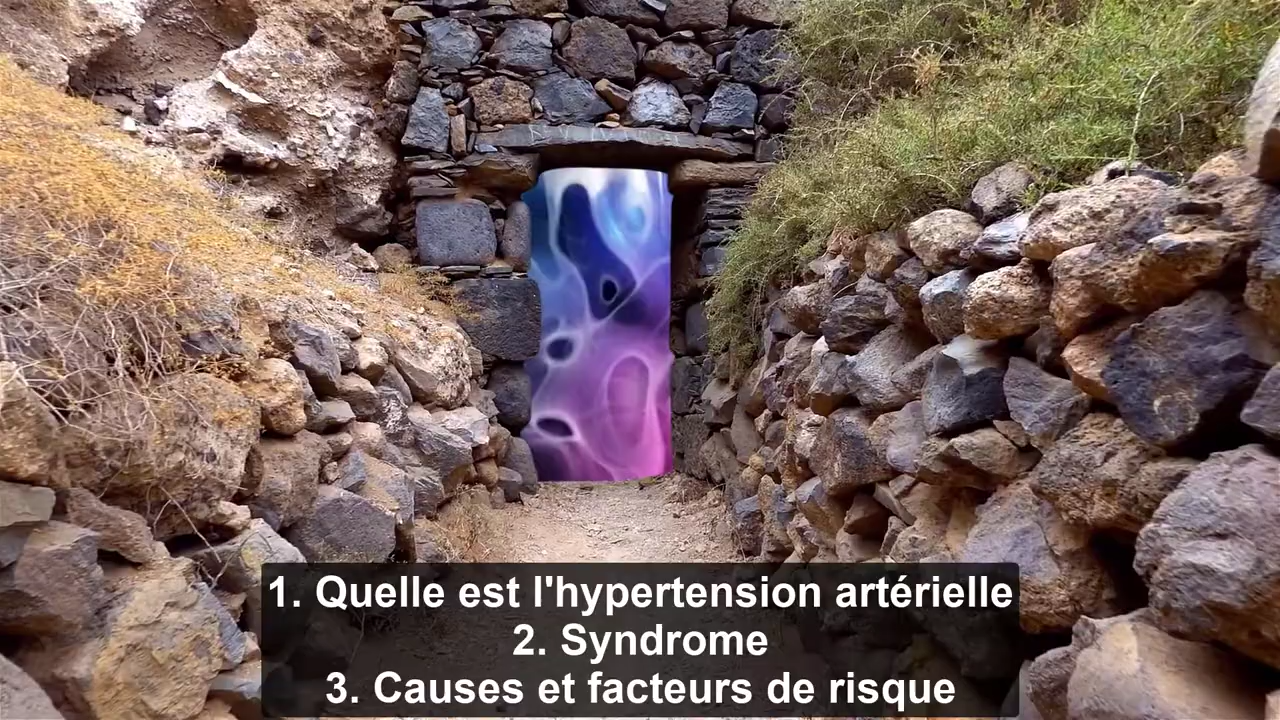 1. Quelle est l'hypertension artérielle
2. Syndrome
3. Causes et facteurs de risque